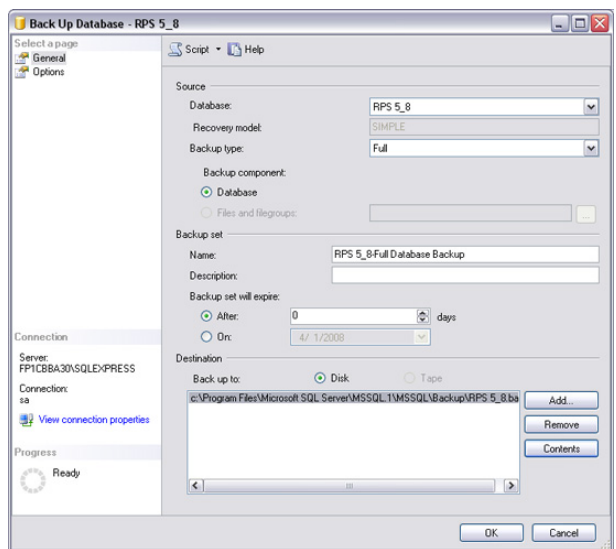 Back Up Database - RPS 5_8
Select a page
General
Options
Script
Help
Source
Database:
RPS 5_8
Recovery model:
SIMPLE
Backup type:
Full
Backup component:
Database
Files and filegroups:
...
Backup set
Name:
RPS 5_8-Full Database Backup
Description:
Backup set will expire:
After:
0
days
On:
4/ 1/2008
Destination
Back up to:
Disk
Tape
c:\Program Files\Microsoft SQL Server\MSSQL.1\MSSQL\Backup\RPS 5_8.ba
Add...
Remove
Contents
Connection
Server:
FP1CBBA30\SQLEXPRESS
Connection:
sa
View connection properties
Progress
Ready
OK
Cancel